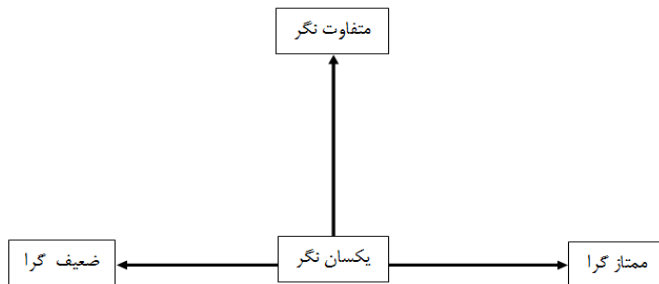 متفاوت نگر
ممتاز گرا
یکسان نگر
ضعیف گرا